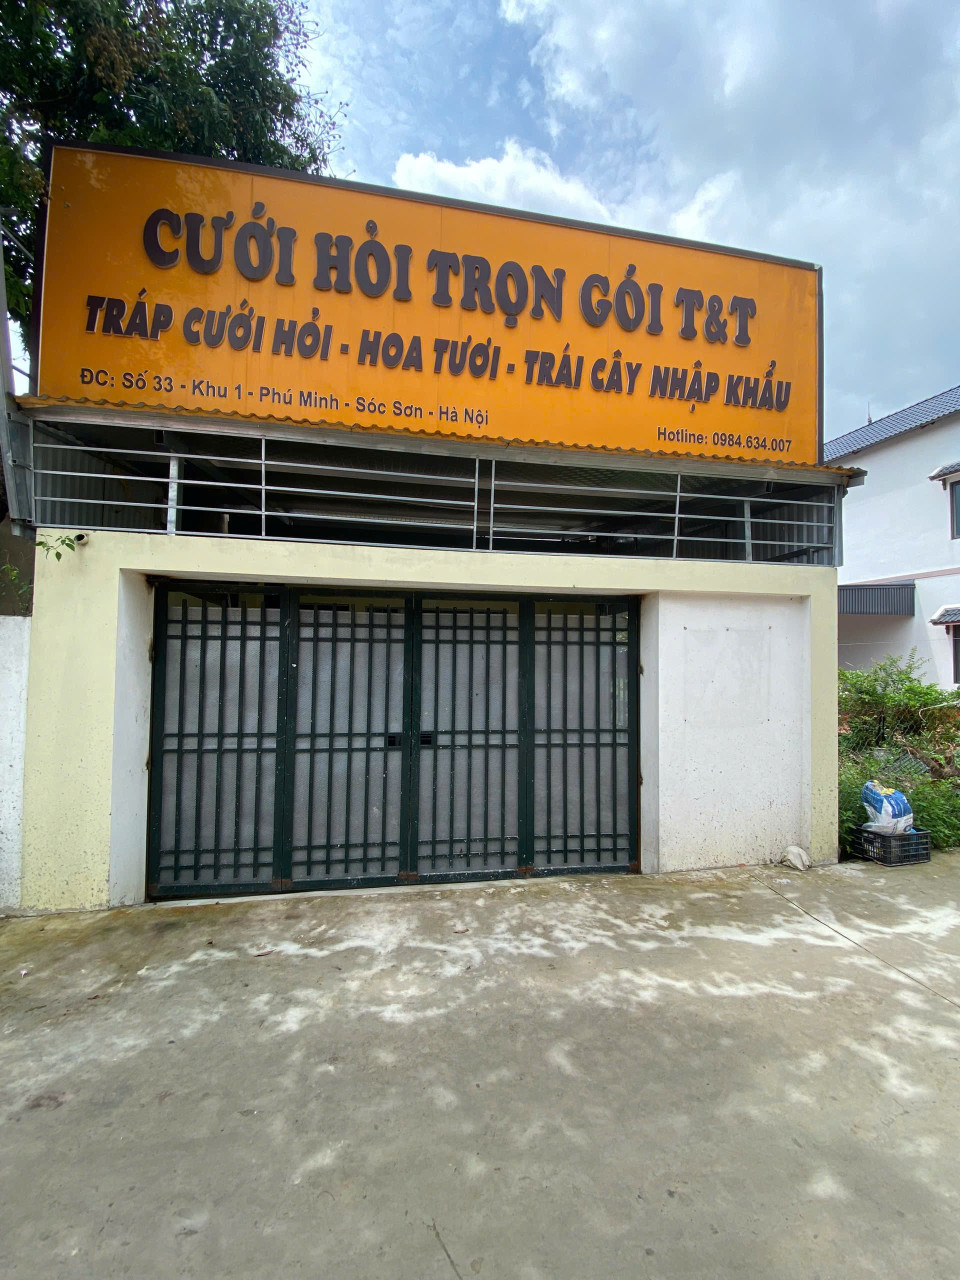 CƯỚI HỎI TRỌN GÓI T&T
TRÁP CƯỚI HỎI - HOA TƯƠI - TRÁI CÂY NHẬP KHẨU
ĐC: Số 33 - Khu 1 - Phú Minh - Sóc Sơn - Hà Nội
Hotline: 0984.634.007